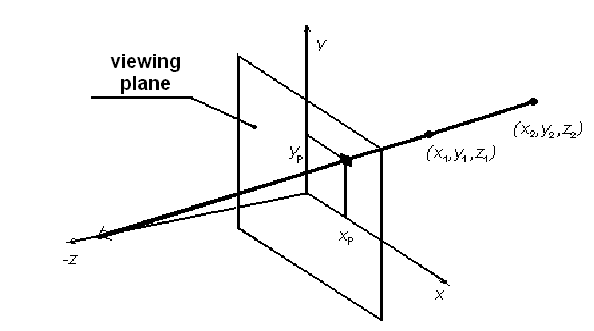 viewing
plane
y
(x₂,y₂,z₂)
yₚ
(x₁,y₁,z₁)
xₚ
-z
x